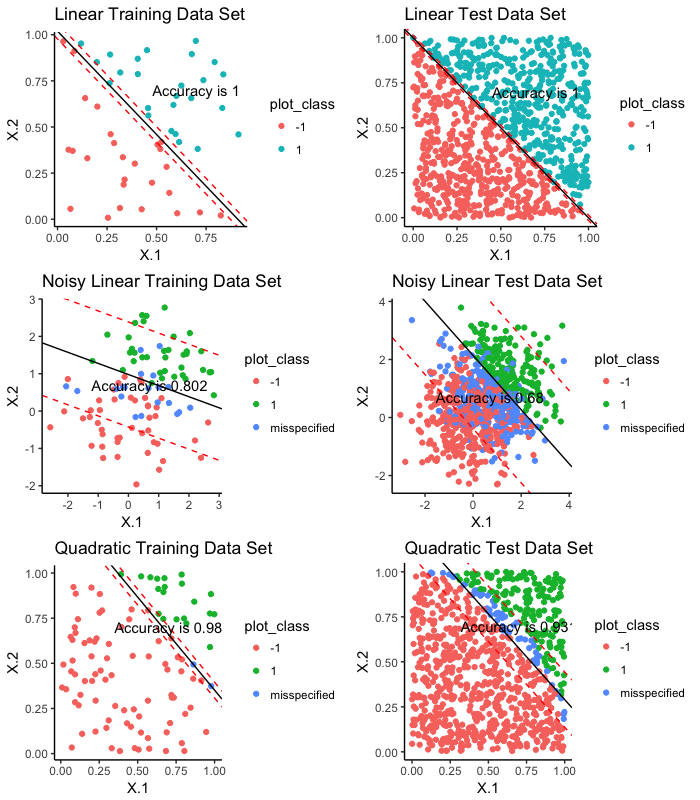 Linear Training Data Set
1.00
0.75
0.50
0.25
0.00
X.2
0.00
0.25
0.50
0.75
X.1
Accuracy is 1
plot_class
-1
1
Linear Test Data Set
1.00
0.75
0.50
0.25
0.00
X.2
0.00
0.25
0.50
0.75
1.00
X.1
Accuracy is 1
plot_class
-1
1
Noisy Linear Training Data Set
3
2
1
0
-1
-2
X.2
-2
-1
0
1
2
3
X.1
Accuracy is 0.802
plot_class
-1
1
misspecified
Noisy Linear Test Data Set
4
2
0
-2
X.2
-2
0
2
4
X.1
Accuracy is 0.68
plot_class
-1
1
misspecified
Quadratic Training Data Set
1.00
0.75
0.50
0.25
0.00
X.2
0.00
0.25
0.50
0.75
1.00
X.1
Accuracy is 0.98
plot_class
-1
1
misspecified
Quadratic Test Data Set
1.00
0.75
0.50
0.25
0.00
X.2
0.00
0.25
0.50
0.75
1.00
X.1
Accuracy is 0.93
plot_class
-1
1
misspecified